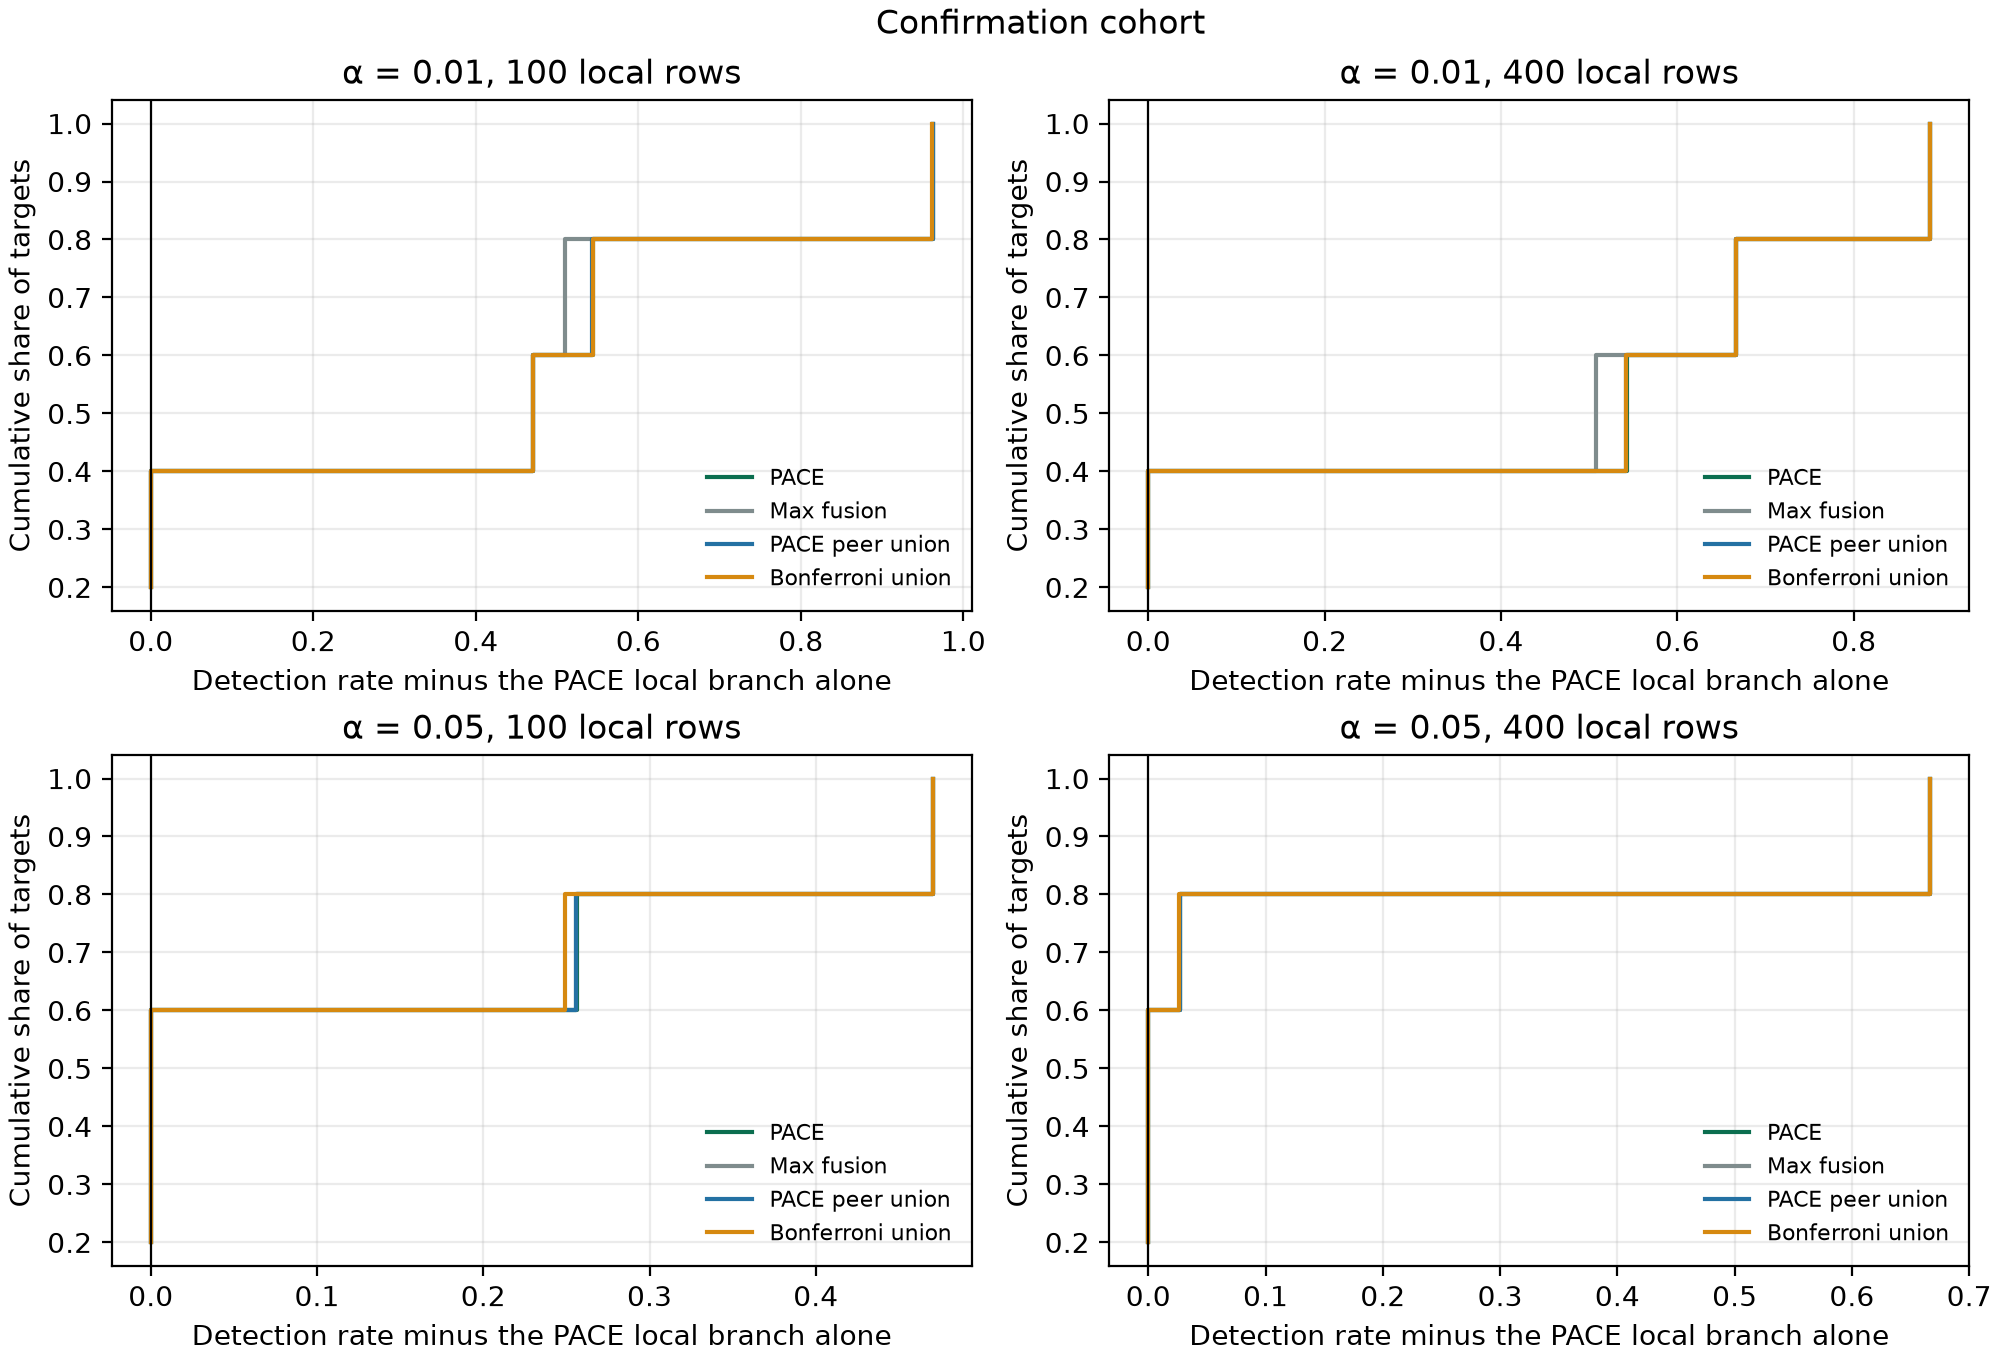 Confirmation cohort
α = 0.01, 100 local rows
Cumulative share of targets
1.0
0.9
0.8
0.7
0.6
0.5
0.4
0.3
0.2
PACE
Max fusion
PACE peer union
Bonferroni union
0.0 0.2 0.4 0.6 0.8 1.0
Detection rate minus the PACE local branch alone
α = 0.01, 400 local rows
Cumulative share of targets
1.0
0.9
0.8
0.7
0.6
0.5
0.4
0.3
0.2
PACE
Max fusion
PACE peer union
Bonferroni union
0.0 0.2 0.4 0.6 0.8
Detection rate minus the PACE local branch alone
α = 0.05, 100 local rows
Cumulative share of targets
1.0
0.9
0.8
0.7
0.6
0.5
0.4
0.3
0.2
PACE
Max fusion
PACE peer union
Bonferroni union
0.0 0.1 0.2 0.3 0.4
Detection rate minus the PACE local branch alone
α = 0.05, 400 local rows
Cumulative share of targets
1.0
0.9
0.8
0.7
0.6
0.5
0.4
0.3
0.2
PACE
Max fusion
PACE peer union
Bonferroni union
0.0 0.1 0.2 0.3 0.4 0.5 0.6 0.7
Detection rate minus the PACE local branch alone